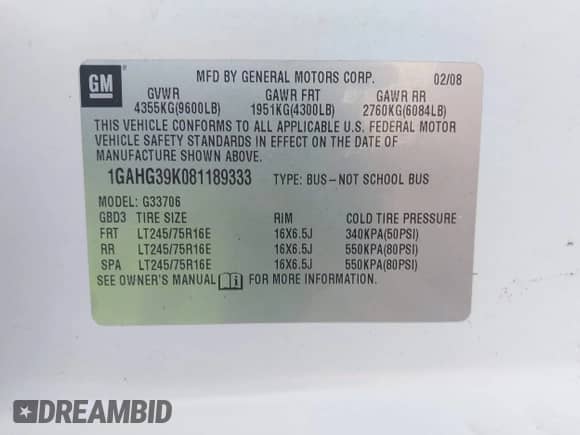 GM
MFD BY GENERAL MOTORS CORP. 02/08
GVWR GAWR FRT GAWR RR
4355KG(9600LB) 1951KG(4300LB) 2760KG(6084LB)
THIS VEHICLE CONFORMS TO ALL APPLICABLE U.S. FEDERAL MOTOR
VEHICLE SAFETY STANDARDS IN EFFECT ON THE DATE OF
MANUFACTURE SHOWN ABOVE.
1GAHG39K081189333 TYPE: BUS–NOT SCHOOL BUS
MODEL: G33706
GBD3 TIRE SIZE RIM COLD TIRE PRESSURE
FRT LT245/75R16E 16X6.5J 340KPA(50PSI)
RR LT245/75R16E 16X6.5J 550KPA(80PSI)
SPA LT245/75R16E 16X6.5J 550KPA(80PSI)
SEE OWNER'S MANUAL FOR MORE INFORMATION.
DREAMBID